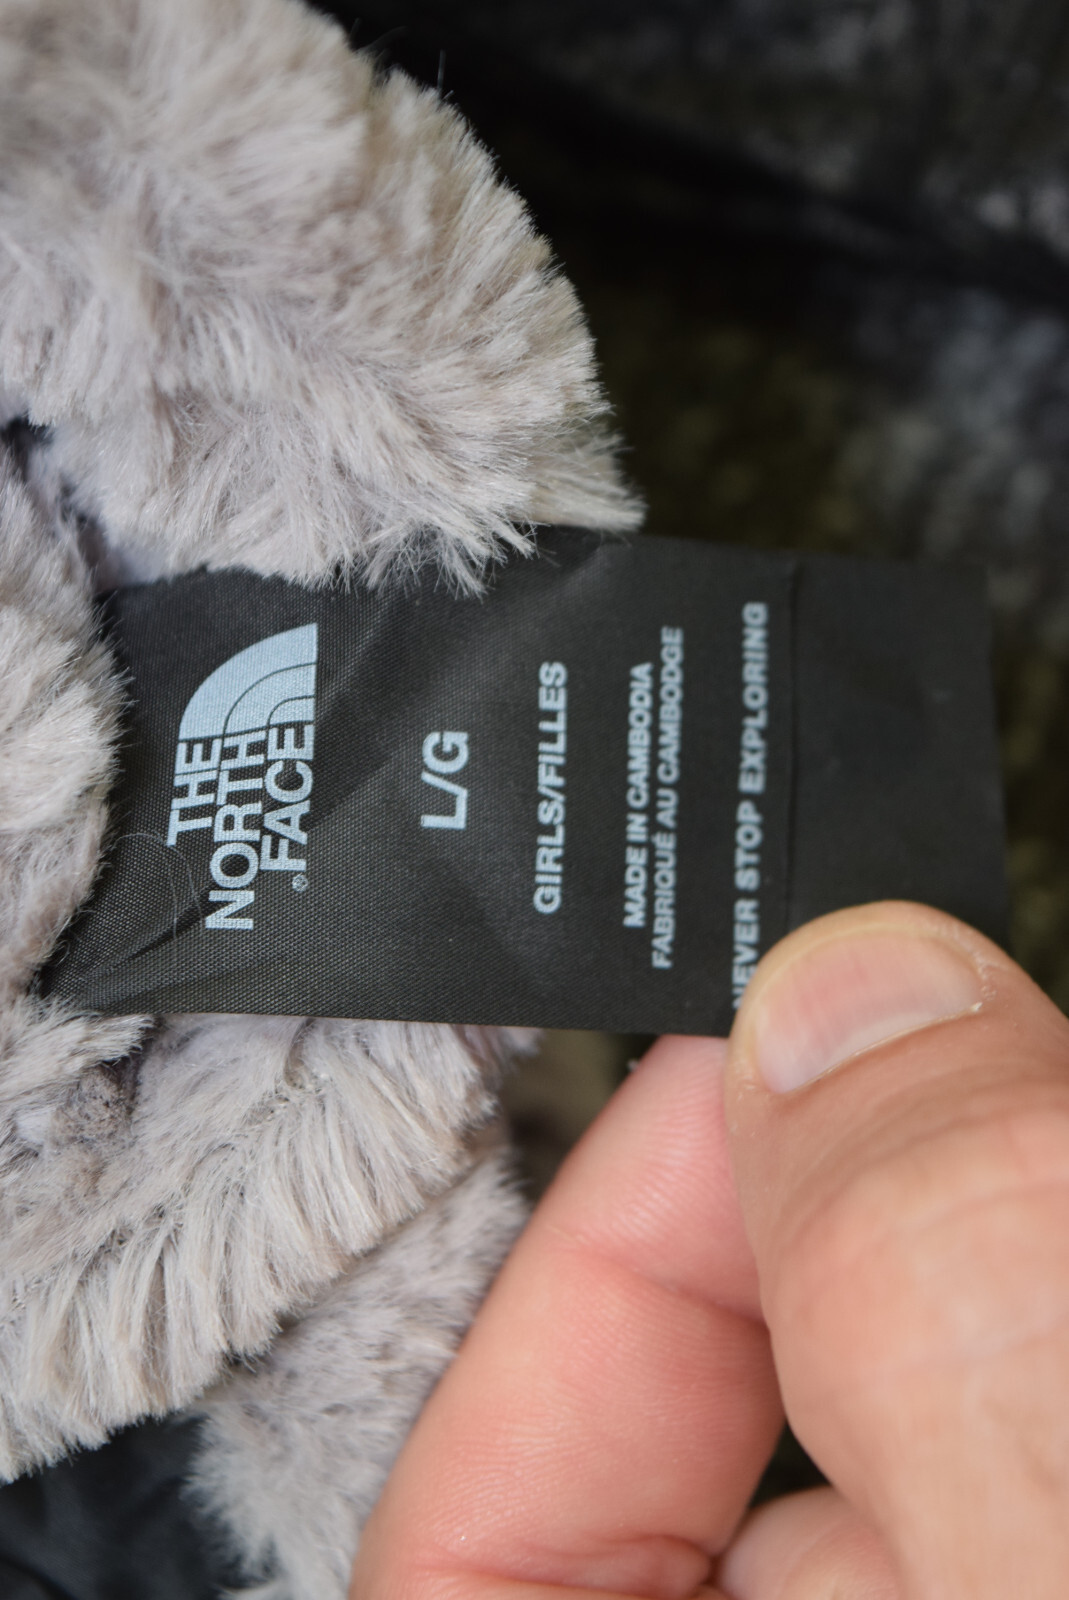 THE
NORTH
FACE®
L/G
GIRLS/FILLES
MADE IN CAMBODIA
FABRIQUÉ AU CAMBODGE
NEVER STOP EXPLORING